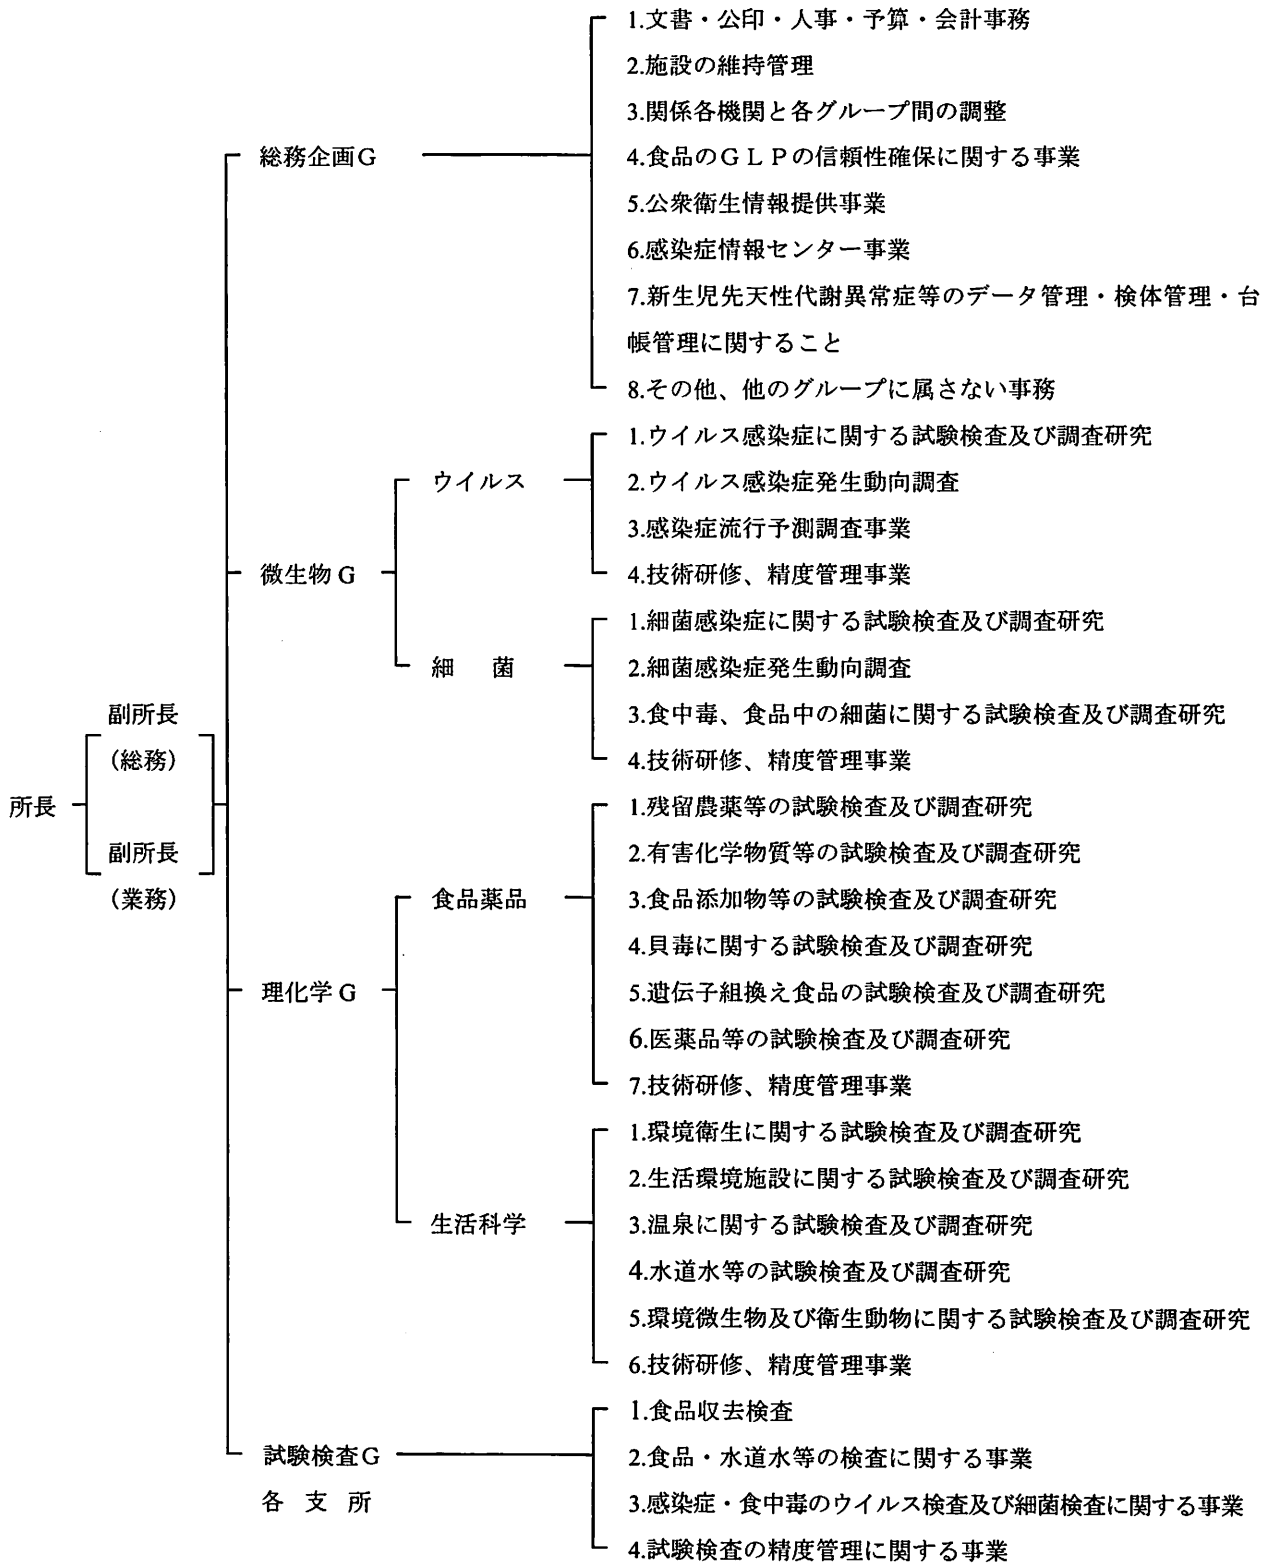 所長
副所長
（総務）
副所長
（業務）
総務企画G
1.文書・公印・人事・予算・会計事務
2.施設の維持管理
3.関係各機関と各グループ間の調整
4.食品のGLPの信頼性確保に関する事業
5.公衆衛生情報提供事業
6.感染症情報センター事業
7.新生児先天性代謝異常症等のデータ管理・検体管理・台
帳管理に関すること
8.その他、他のグループに属さない事務
微生物G
ウイルス
1.ウイルス感染症に関する試験検査及び調査研究
2.ウイルス感染症発生動向調査
3.感染症流行予測調査事業
4.技術研修、精度管理事業
細　菌
1.細菌感染症に関する試験検査及び調査研究
2.細菌感染症発生動向調査
3.食中毒、食品中の細菌に関する試験検査及び調査研究
4.技術研修、精度管理事業
理化学G
食品薬品
1.残留農薬等の試験検査及び調査研究
2.有害化学物質等の試験検査及び調査研究
3.食品添加物等の試験検査及び調査研究
4.貝毒に関する試験検査及び調査研究
5.遺伝子組換え食品の試験検査及び調査研究
6.医薬品等の試験検査及び調査研究
7.技術研修、精度管理事業
生活科学
1.環境衛生に関する試験検査及び調査研究
2.生活環境施設に関する試験検査及び調査研究
3.温泉に関する試験検査及び調査研究
4.水道水等の試験検査及び調査研究
5.環境微生物及び衛生動物に関する試験検査及び調査研究
6.技術研修、精度管理事業
試験検査G
各 支 所
1.食品収去検査
2.食品・水道水等の検査に関する事業
3.感染症・食中毒のウイルス検査及び細菌検査に関する事業
4.試験検査の精度管理に関する事業